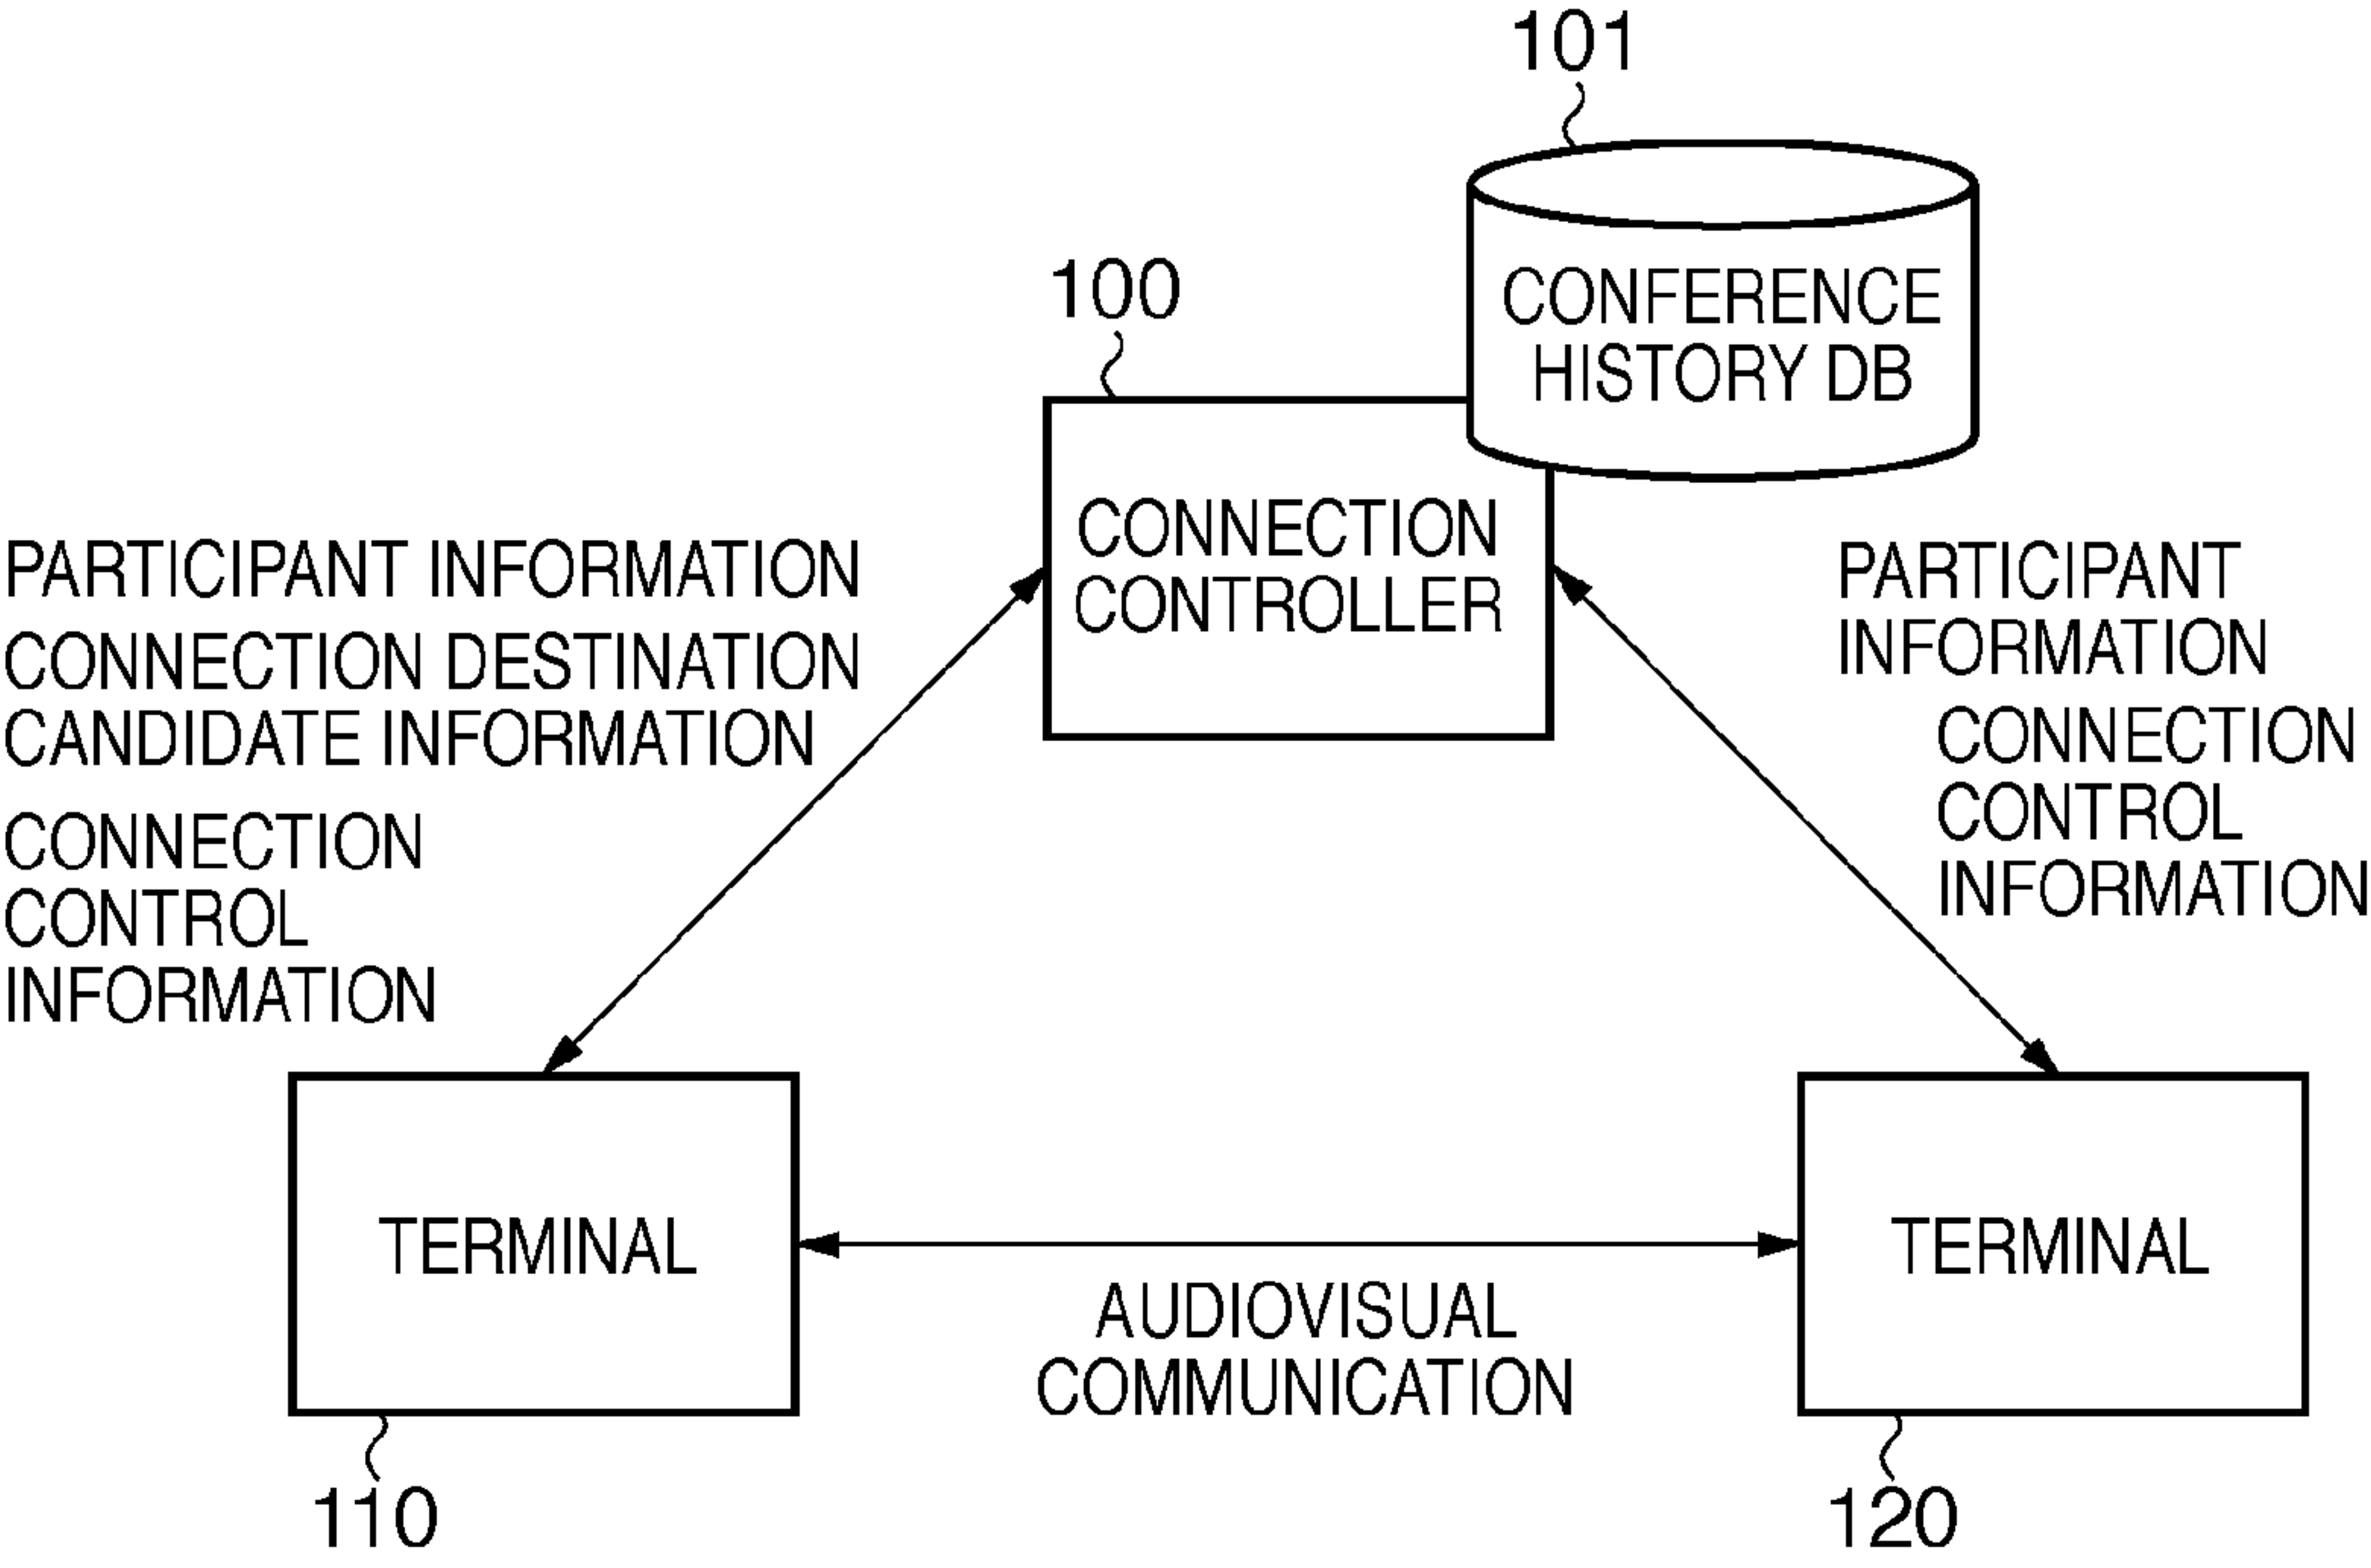 101
CONFERENCE
HISTORY DB
100
CONNECTION
CONTROLLER
PARTICIPANT INFORMATION
CONNECTION DESTINATION
CANDIDATE INFORMATION
CONNECTION
CONTROL
INFORMATION
PARTICIPANT
INFORMATION
CONNECTION
CONTROL
INFORMATION
TERMINAL
AUDIOVISUAL
COMMUNICATION
TERMINAL
110
120